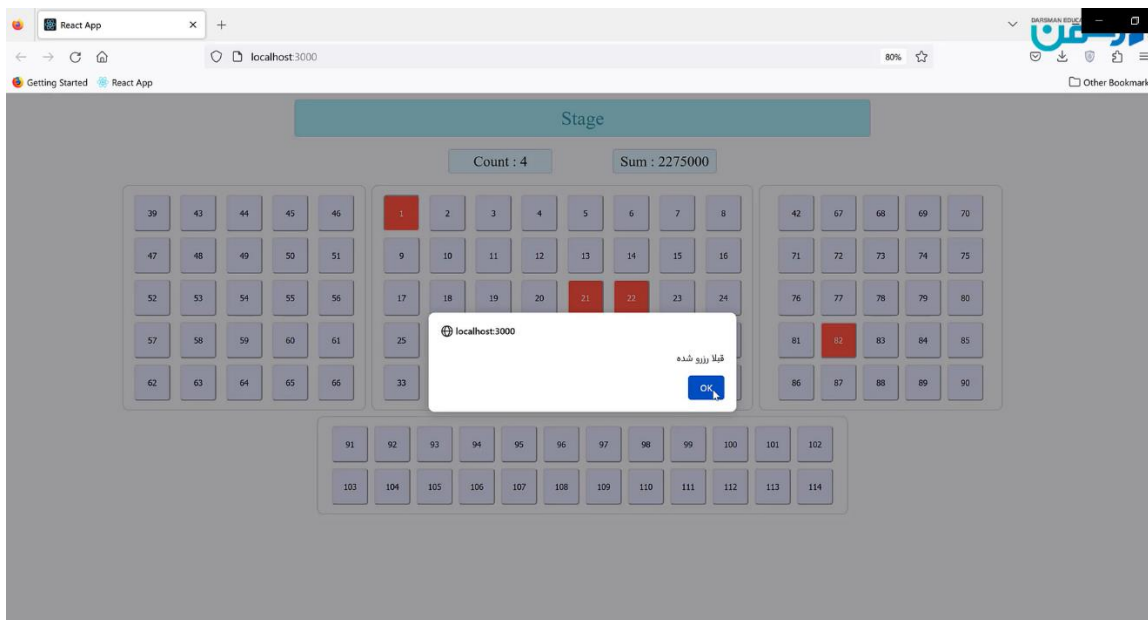 React App
DARSMAN EDUCA
localhost:3000
80%
Getting Started
React App
Other Bookmark
Stage
Count : 4
Sum : 2275000
39 43 44 45 46 1 2 3 4 5 6 7 8 42 67 68 69 70
47 48 49 50 51 9 10 11 12 13 14 15 16 71 72 73 74 75
52 53 54 55 56 17 18 19 20 21 22 23 24 76 77 78 79 80
57 58 59 60 61 25 81 82 83 84 85
62 63 64 65 66 33 86 87 88 89 90
localhost:3000
قبلا رزرو شده
OK
91 92 93 94 95 96 97 98 99 100 101 102
103 104 105 106 107 108 109 110 111 112 113 114